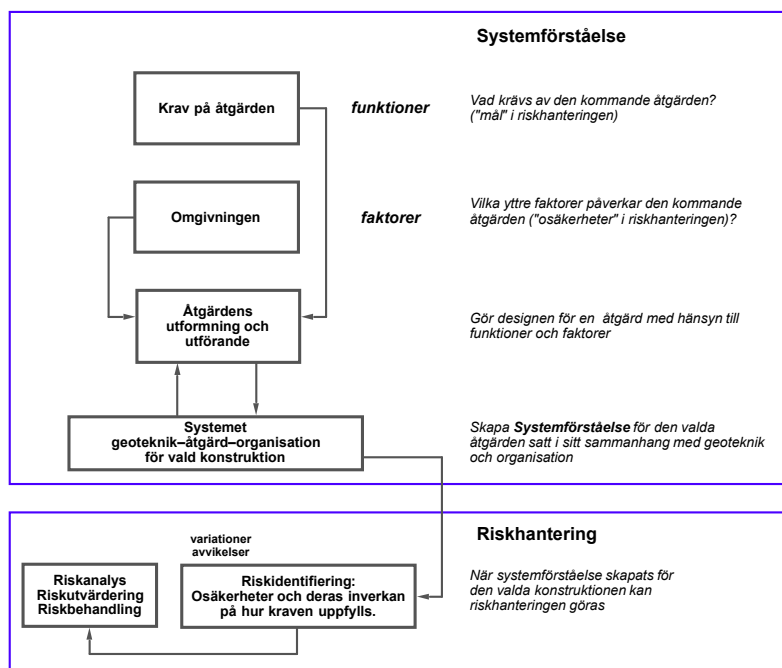 Systemförståelse
Krav på åtgärden
funktioner
Vad krävs av den kommande åtgärden?
("mål" i riskhanteringen)
Omgivningen
faktorer
Vilka yttre faktorer påverkar den kommande
åtgärden ("osäkerheter" i riskhanteringen)?
Åtgärdens
utformning och
utförande
Gör designen för en åtgärd med hänsyn till
funktioner och faktorer
Systemet
geoteknik–åtgärd–organisation
för vald konstruktion
Skapa Systemförståelse för den valda
åtgärden satt i sitt sammanhang med geoteknik
och organisation
Riskhantering
variationer
avvikelser
Riskanalys
Riskutvärdering
Riskbehandling
Riskidentifiering:
Osäkerheter och deras inverkan
på hur kraven uppfylls.
När systemförståelse skapats för
den valda konstruktionen kan
riskhanteringen göras